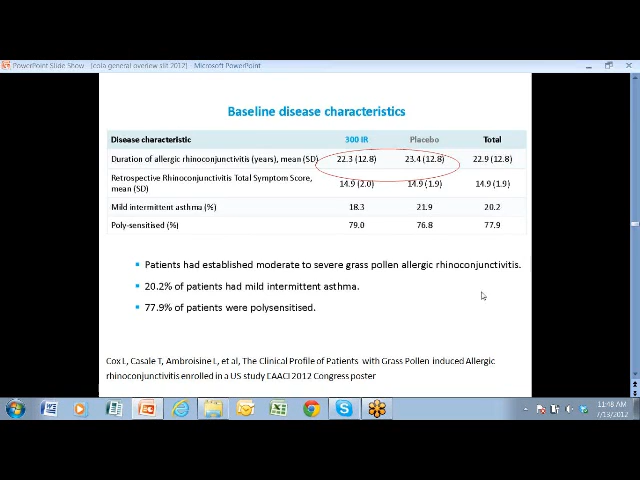 PowerPoint Slide Show - (cola general overiew slit 2012) - Microsoft PowerPoint
Baseline disease characteristics
Disease characteristic 300 IR Placebo Total
Duration of allergic rhinoconjunctivitis (years), mean (SD) 22.3 (12.8) 23.4 (12.8) 22.9 (12.8)
Retrospective Rhinoconjunctivitis Total Symptom Score,
mean (SD) 14.9 (2.0) 14.9 (1.9) 14.9 (1.9)
Mild intermittent asthma (%) 18.3 21.9 20.2
Poly-sensitised (%) 79.0 76.8 77.9
Patients had established moderate to severe grass pollen allergic rhinoconjunctivitis.
20.2% of patients had mild intermittent asthma.
77.9% of patients were polysensitised.
Cox L, Casale T, Ambroisine L, et al, The Clinical Profile of Patients with Grass Pollen induced Allergic
rhinoconjunctivitis enrolled in a US study EAACI 2012 Congress poster
11:48 AM
7/13/2012